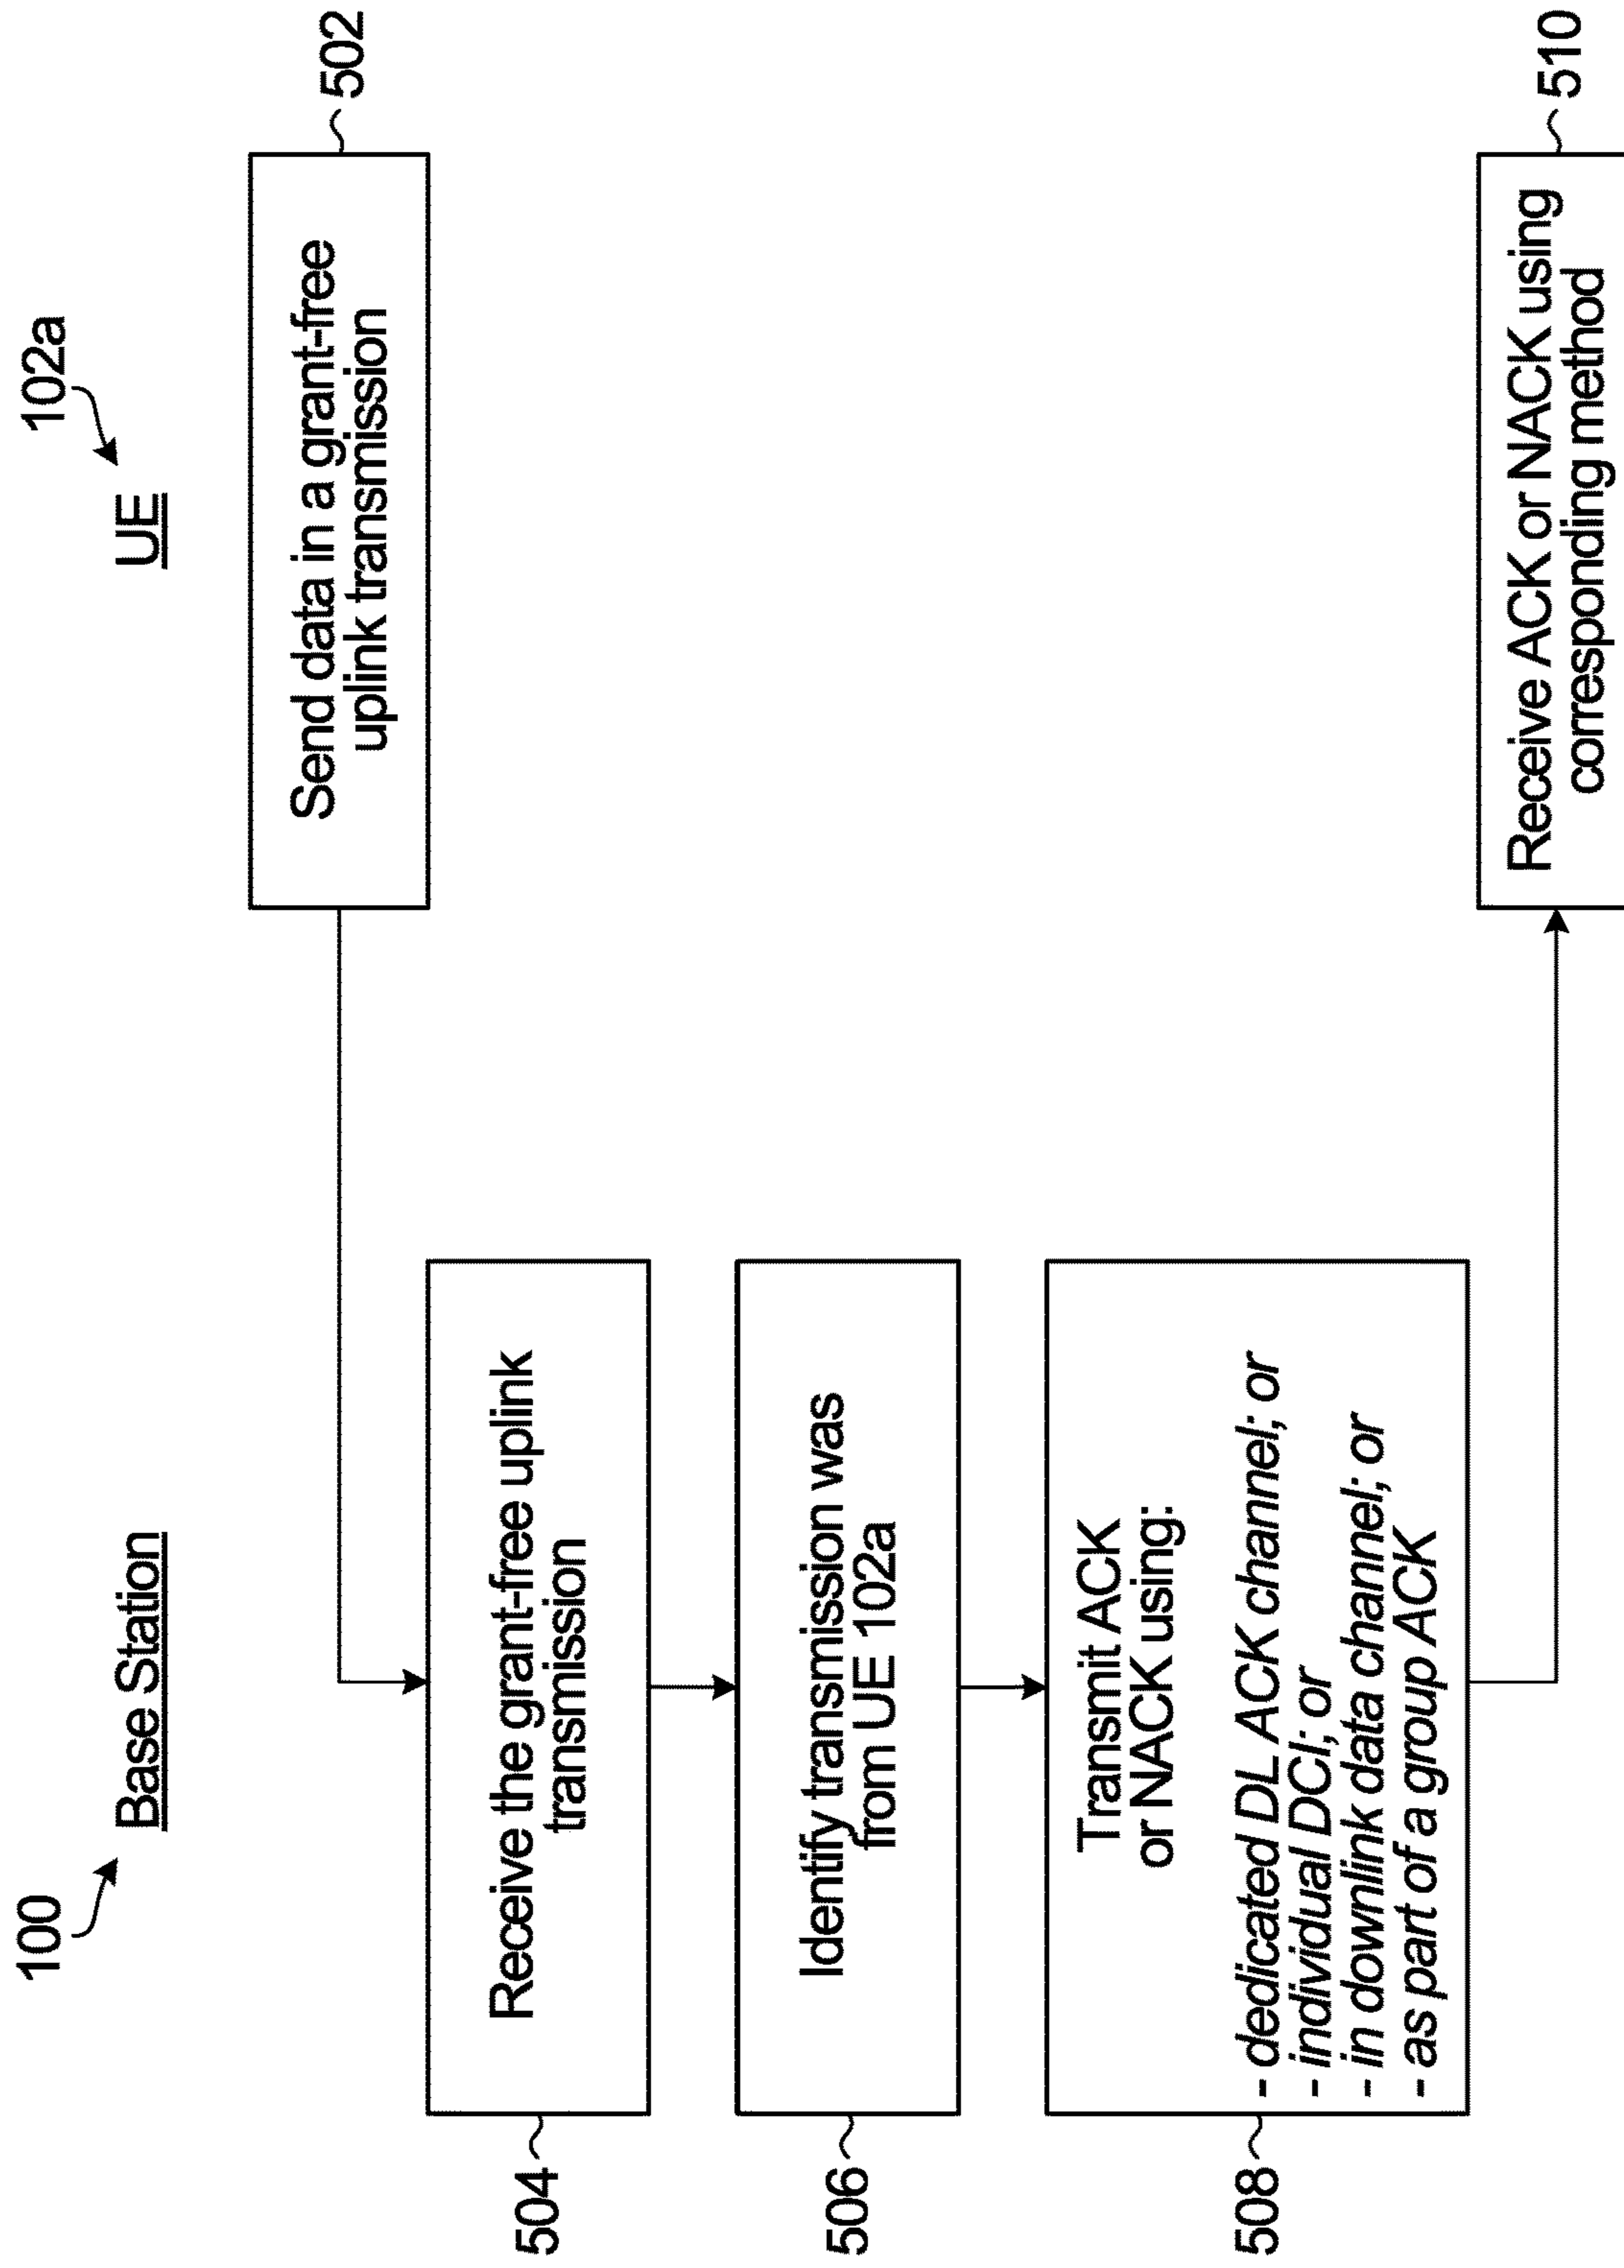 100
Base Station
102a
UE
Send data in a grant-free
uplink transmission
502
504
Receive the grant-free uplink
transmission
506
Identify transmission was
from UE 102a
508
Transmit ACK
or NACK using:
- dedicated DL ACK channel; or
- individual DCI; or
- in downlink data channel; or
- as part of a group ACK
Receive ACK or NACK using
corresponding method
510